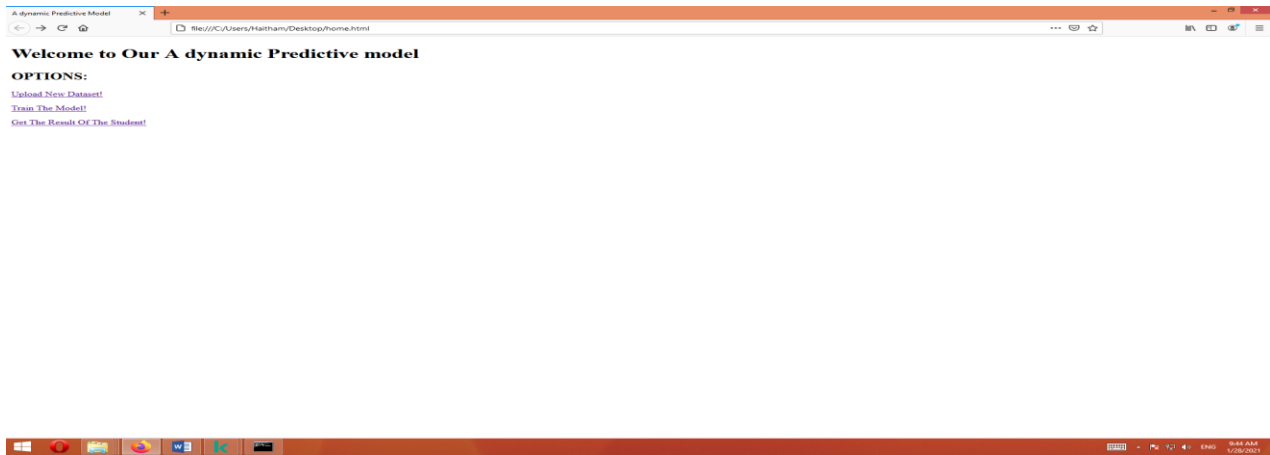 A dynamic Predictive Model
file:///C:/Users/Haitham/Desktop/home.html
Welcome to Our A dynamic Predictive model
OPTIONS:
Upload New Dataset!
Train The Model!
Get The Result Of The Student!
ENG
9:44 AM
1/28/2021